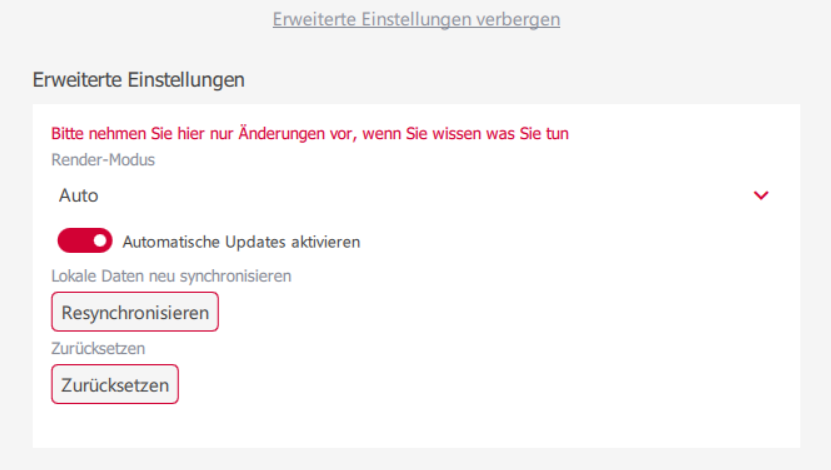 Erweiterte Einstellungen verbergen
Erweiterte Einstellungen
Bitte nehmen Sie hier nur Änderungen vor, wenn Sie wissen was Sie tun
Render-Modus
Auto
Automatische Updates aktivieren
Lokale Daten neu synchronisieren
Resynchronisieren
Zurücksetzen
Zurücksetzen